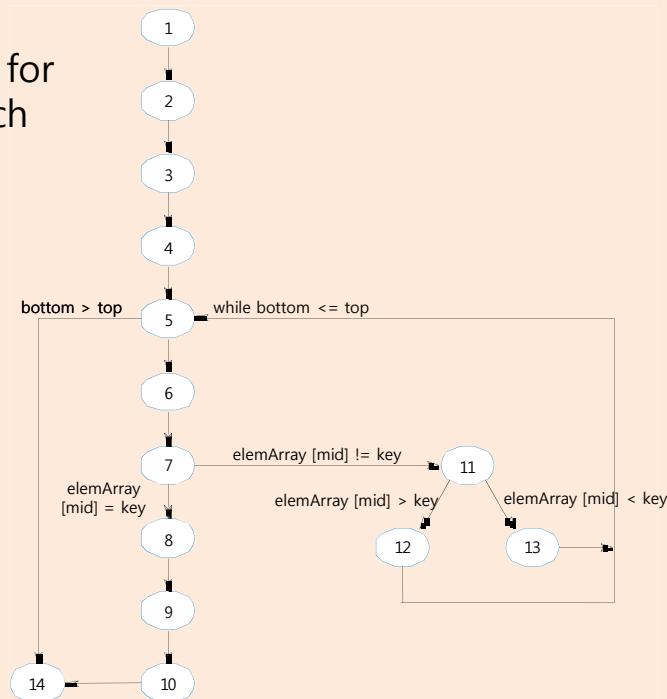 for
ch
1
2
3
4
bottom > top
while bottom <= top
5
6
7
elemArray [mid] != key
11
elemArray
[mid] = key
elemArray [mid] > key
elemArray [mid] < key
8
12
13
9
14
10